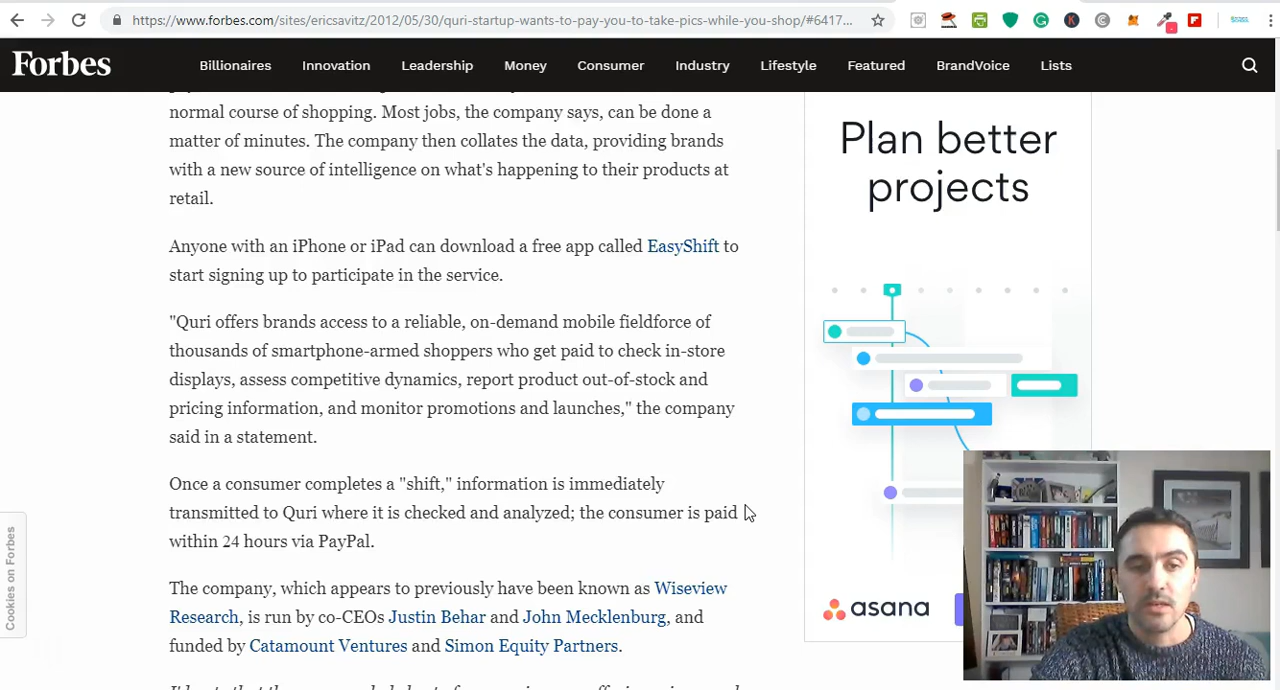 https://www.forbes.com/sites/ericsavitz/2012/05/30/quri-startup-wants-to-pay-you-to-take-pics-while-you-shop/#6417...
Forbes
Billionaires Innovation Leadership Money Consumer Industry Lifestyle Featured BrandVoice Lists
normal course of shopping. Most jobs, the company says, can be done a
matter of minutes. The company then collates the data, providing brands
with a new source of intelligence on what's happening to their products at
retail.
Anyone with an iPhone or iPad can download a free app called EasyShift to
start signing up to participate in the service.
"Quri offers brands access to a reliable, on-demand mobile fieldforce of
thousands of smartphone-armed shoppers who get paid to check in-store
displays, assess competitive dynamics, report product out-of-stock and
pricing information, and monitor promotions and launches," the company
said in a statement.
Once a consumer completes a "shift," information is immediately
transmitted to Quri where it is checked and analyzed; the consumer is paid
within 24 hours via PayPal.
The company, which appears to previously have been known as Wiseview
Research, is run by co-CEOs Justin Behar and John Mecklenburg, and
funded by Catamount Ventures and Simon Equity Partners.
Plan better
projects
asana
Cookies on Forbes